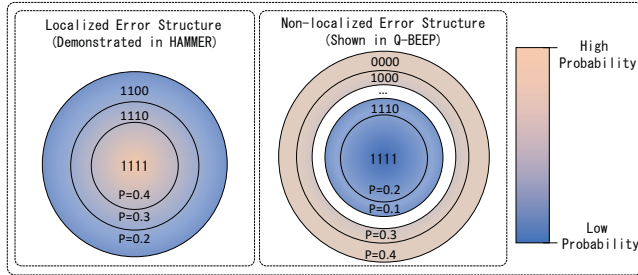 Localized Error Structure
(Demonstrated in HAMMER)
1100
1110
1111
P=0.4
P=0.3
P=0.2
Non-localized Error Structure
(Shown in Q-BEEP)
0000
1000
...
1110
1111
P=0.2
P=0.1
P=0.3
P=0.4
High
Probability
Low
Probability